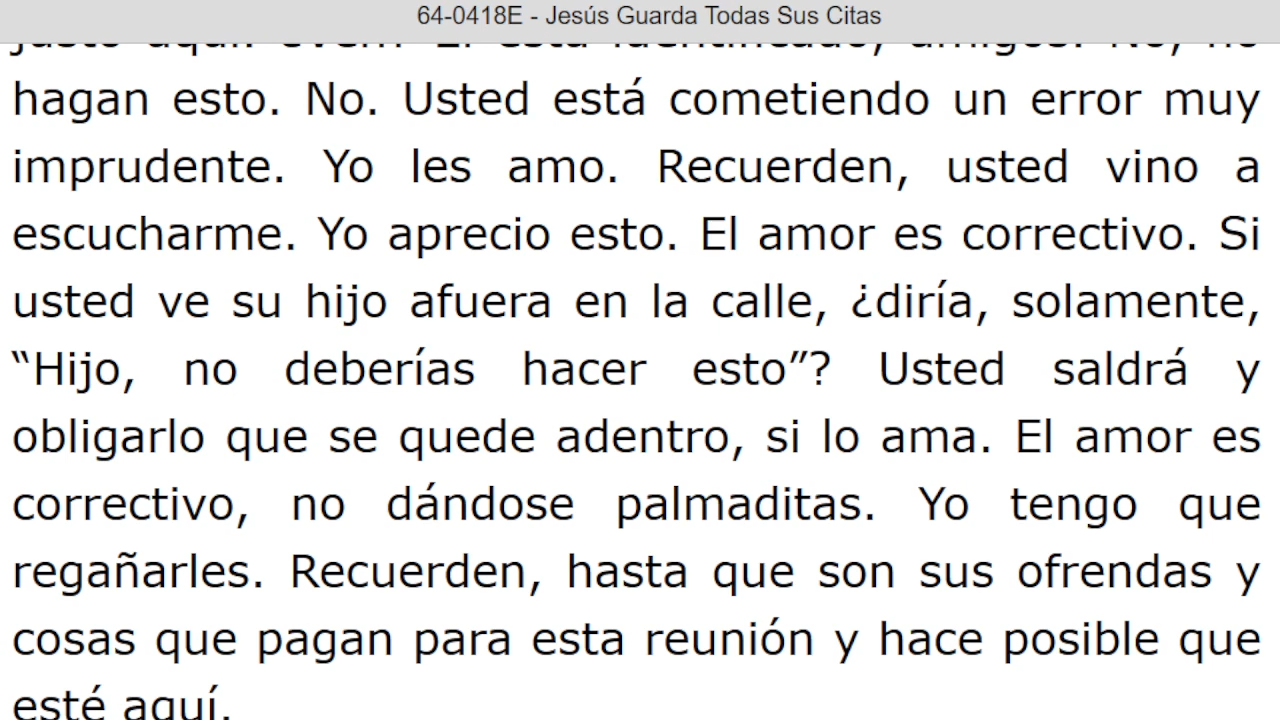 64-0418E - Jesús Guarda Todas Sus Citas
hagan esto. No. Usted está cometiendo un error muy
imprudente. Yo les amo. Recuerden, usted vino a
escucharme. Yo aprecio esto. El amor es correctivo. Si
usted ve su hijo afuera en la calle, ¿diría, solamente,
“Hijo, no deberías hacer esto”? Usted saldrá y
obligarlo que se quede adentro, si lo ama. El amor es
correctivo, no dándose palmaditas. Yo tengo que
regañarles. Recuerden, hasta que son sus ofrendas y
cosas que pagan para esta reunión y hace posible que
esté aquí.